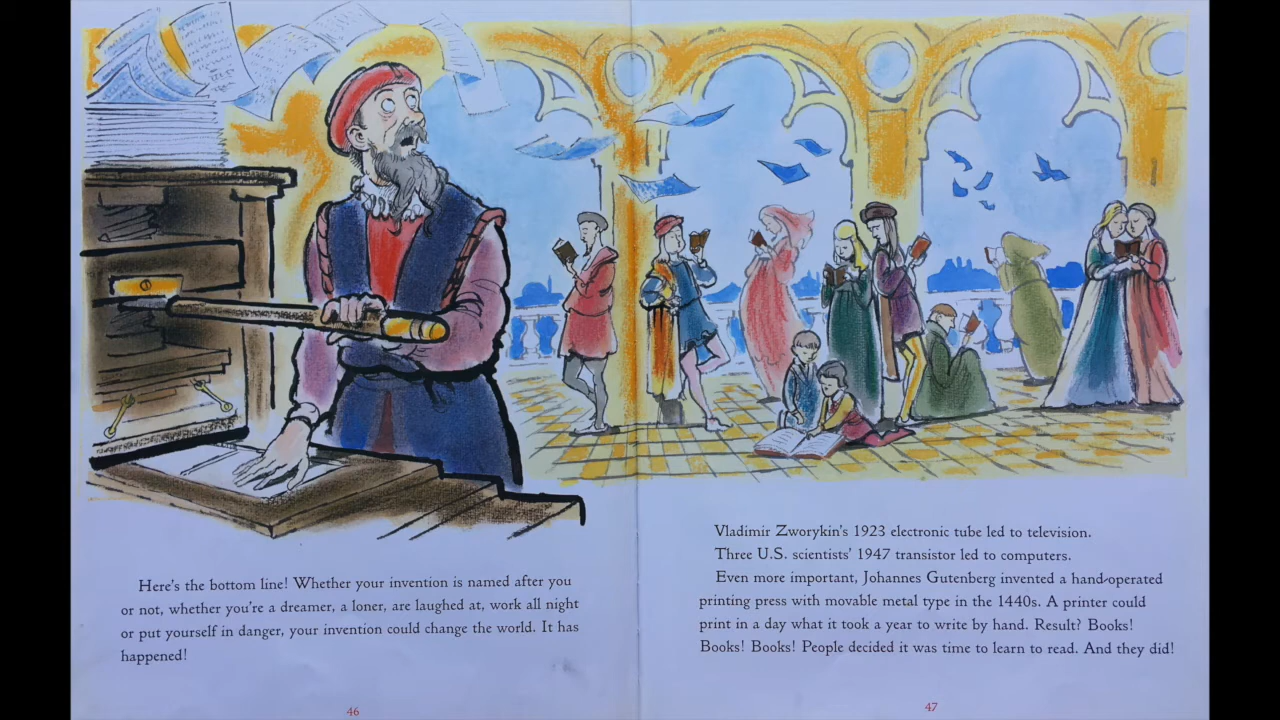 Here's the bottom line! Whether your invention is named after you
or not, whether you're a dreamer, a loner, are laughed at, work all night
or put yourself in danger, your invention could change the world. It has
happened!
46
Vladimir Zworykin's 1923 electronic tube led to television.
Three U.S. scientists' 1947 transistor led to computers.
Even more important, Johannes Gutenberg invented a hand-operated
printing press with movable metal type in the 1440s. A printer could
print in a day what it took a year to write by hand. Result? Books!
Books! Books! People decided it was time to learn to read. And they did!
47